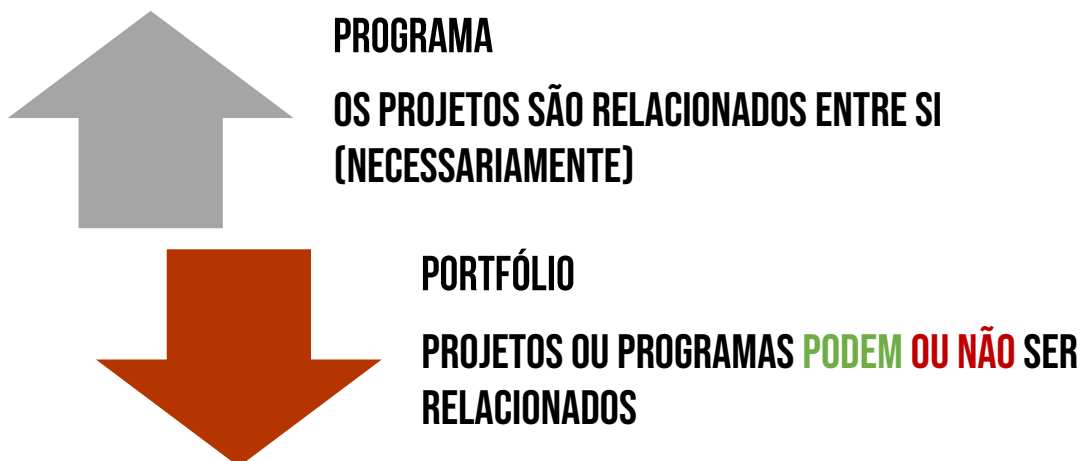 PROGRAMA
OS PROJETOS SÃO RELACIONADOS ENTRE SI
(NECESSARIAMENTE)
PORTFÓLIO
PROJETOS OU PROGRAMAS PODEM OU NÃO SER
RELACIONADOS